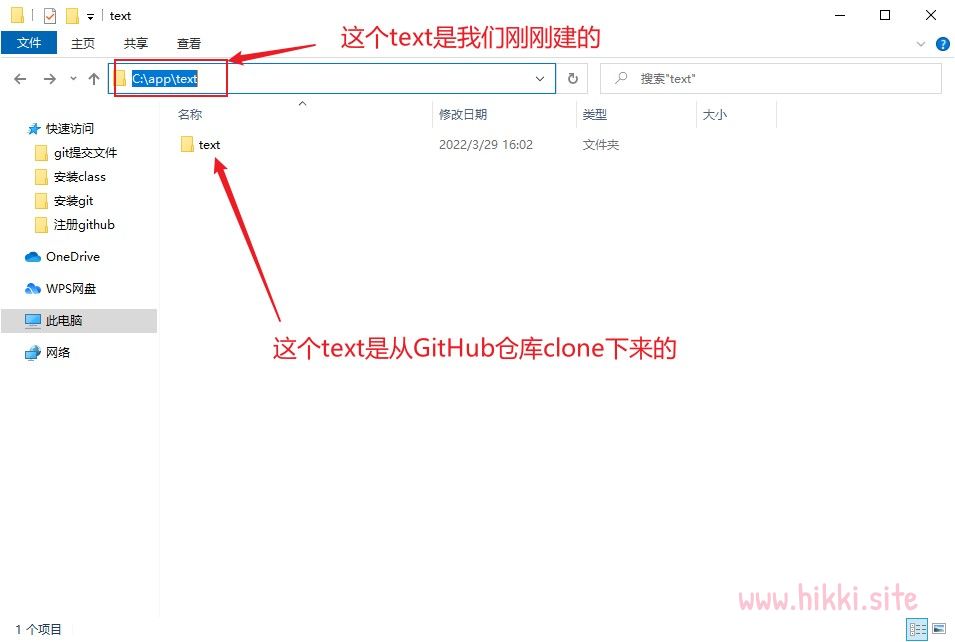 text
这个text是我们刚刚建的
文件 主页 共享 查看
C:\app\text
搜索"text"
名称 修改日期 类型 大小
text 2022/3/29 16:02 文件夹
快速访问
git提交文件
安装class
安装git
注册github
OneDrive
WPS网盘
此电脑
网络
这个text是从GitHub仓库clone下来的
www.hikki.site
1 个项目